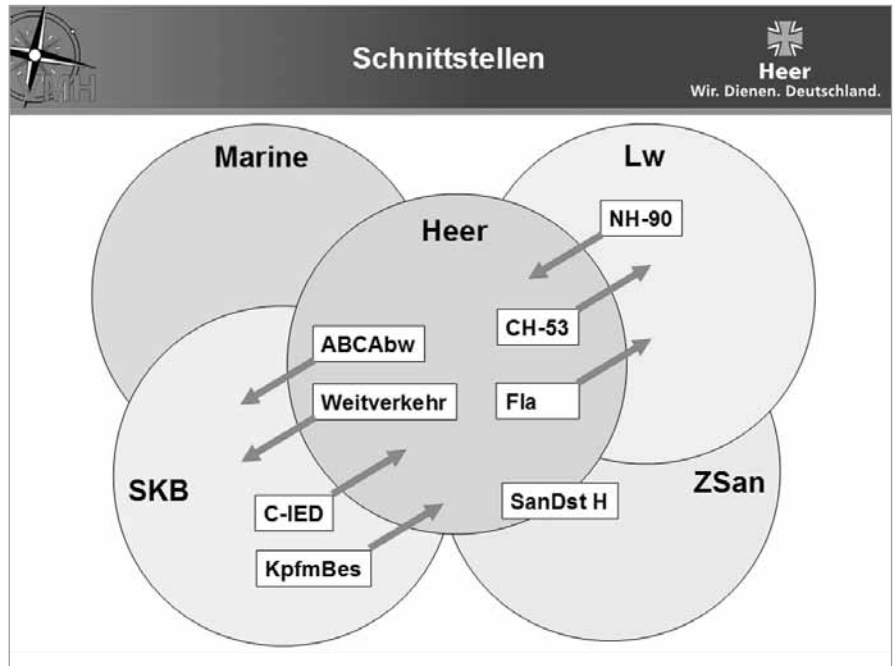 MH
Schnittstellen
Heer
Wir. Dienen. Deutschland.
Marine
Lw
NH-90
Heer
CH-53
ABCAbw
Weitverkehr
Fla
SKB
C-IED
SanDst H
ZSan
KpfmBes